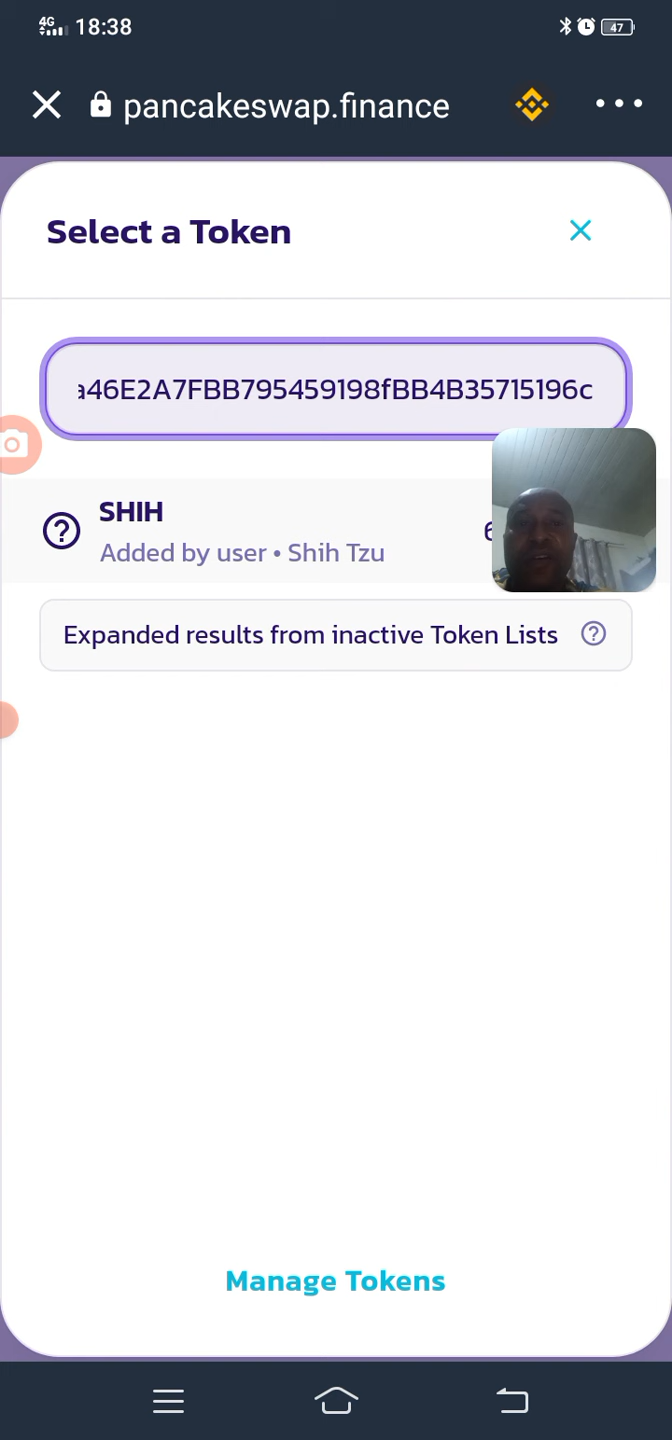 4G 18:38 47
pancakeswap.finance
Select a Token
a46E2A7FBB795459198fBB4B35715196c
SHIH
Added by user • Shih Tzu
Expanded results from inactive Token Lists
Manage Tokens